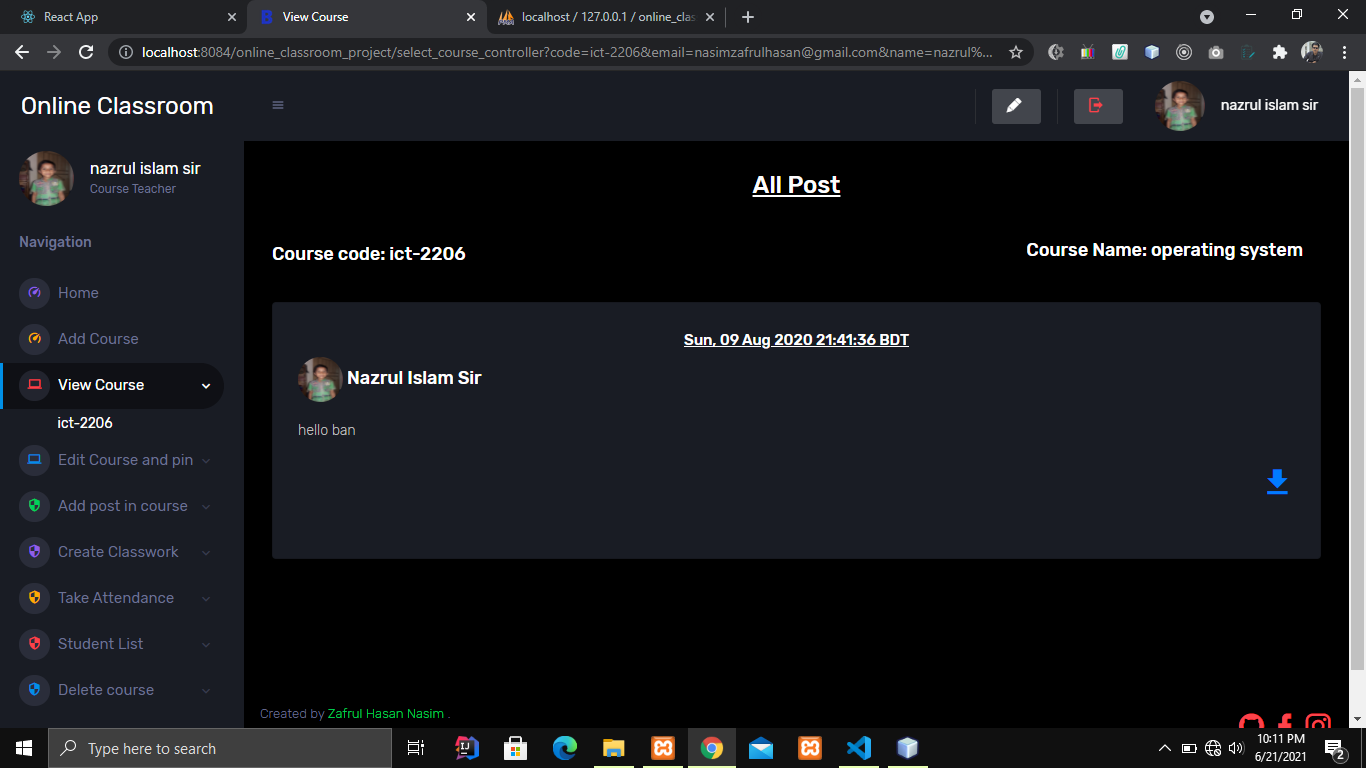 React App
View Course
localhost / 127.0.0.1 / online_clas
localhost:8084/online_classroom_project/select_course_controller?code=ict-2206&email=nasimzafrulhasan@gmail.com&name=nazrul%...
Online Classroom
nazrul islam sir
nazrul islam sir
Course Teacher
Navigation
Home
Add Course
View Course
ict-2206
Edit Course and pin
Add post in course
Create Classwork
Take Attendance
Student List
Delete course
All Post
Course code: ict-2206
Course Name: operating system
Sun, 09 Aug 2020 21:41:36 BDT
Nazrul Islam Sir
hello ban
Created by Zafrul Hasan Nasim .
Type here to search
10:11 PM
6/21/2021
2